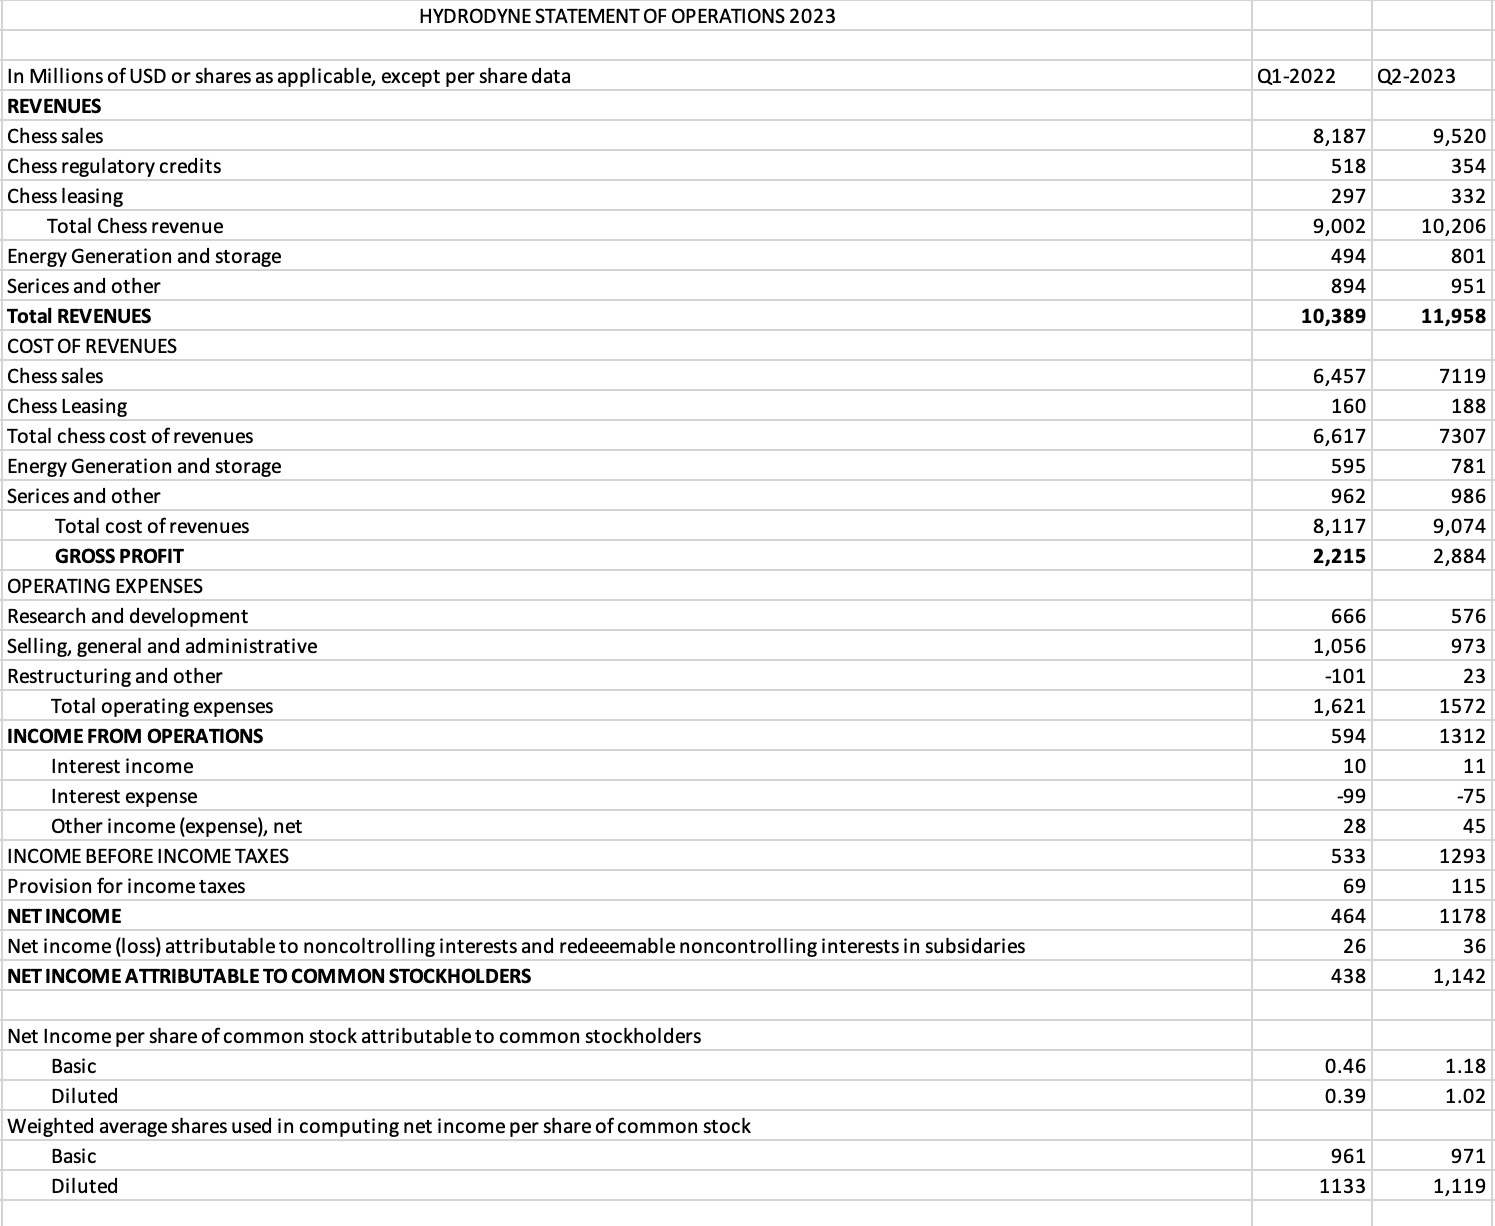 HYDRODYNE STATEMENT OF OPERATIONS 2023
In Millions of USD or shares as applicable, except per share data Q1-2022 Q2-2023
REVENUES
Chess sales 8,187 9,520
Chess regulatory credits 518 354
Chess leasing 297 332
Total Chess revenue 9,002 10,206
Energy Generation and storage 494 801
Serices and other 894 951
Total REVENUES 10,389 11,958
COST OF REVENUES
Chess sales 6,457 7119
Chess Leasing 160 188
Total chess cost of revenues 6,617 7307
Energy Generation and storage 595 781
Serices and other 962 986
Total cost of revenues 8,117 9,074
GROSS PROFIT 2,215 2,884
OPERATING EXPENSES
Research and development 666 576
Selling, general and administrative 1,056 973
Restructuring and other -101 23
Total operating expenses 1,621 1572
INCOME FROM OPERATIONS 594 1312
Interest income 10 11
Interest expense -99 -75
Other income (expense), net 28 45
INCOME BEFORE INCOME TAXES 533 1293
Provision for income taxes 69 115
NET INCOME 464 1178
Net income (loss) attributable to noncoltrolling interests and redeeemable noncontrolling interests in subsidaries 26 36
NET INCOME ATTRIBUTABLE TO COMMON STOCKHOLDERS 438 1,142
Net Income per share of common stock attributable to common stockholders
Basic 0.46 1.18
Diluted 0.39 1.02
Weighted average shares used in computing net income per share of common stock
Basic 961 971
Diluted 1133 1,119